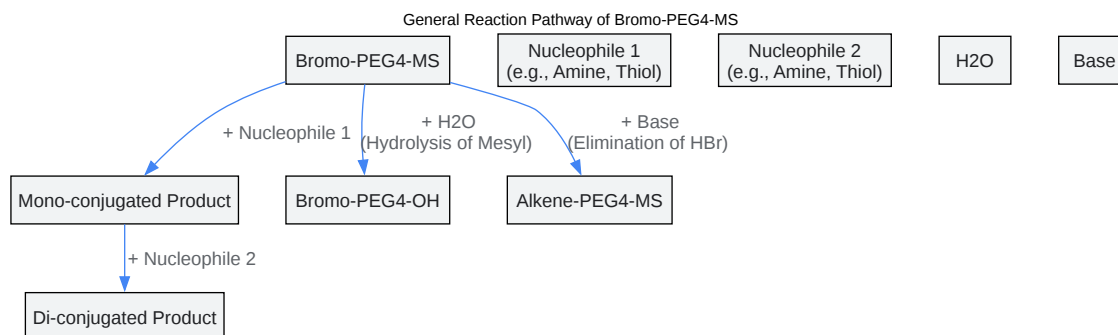 General Reaction Pathway of Bromo-PEG4-MS
Bromo-PEG4-MS
Nucleophile 1
(e.g., Amine, Thiol)
Nucleophile 2
(e.g., Amine, Thiol)
H2O
Base
+ Nucleophile 1
+ H2O
(Hydrolysis of Mesyl)
+ Base
(Elimination of HBr)
Mono-conjugated Product
Bromo-PEG4-OH
Alkene-PEG4-MS
+ Nucleophile 2
Di-conjugated Product